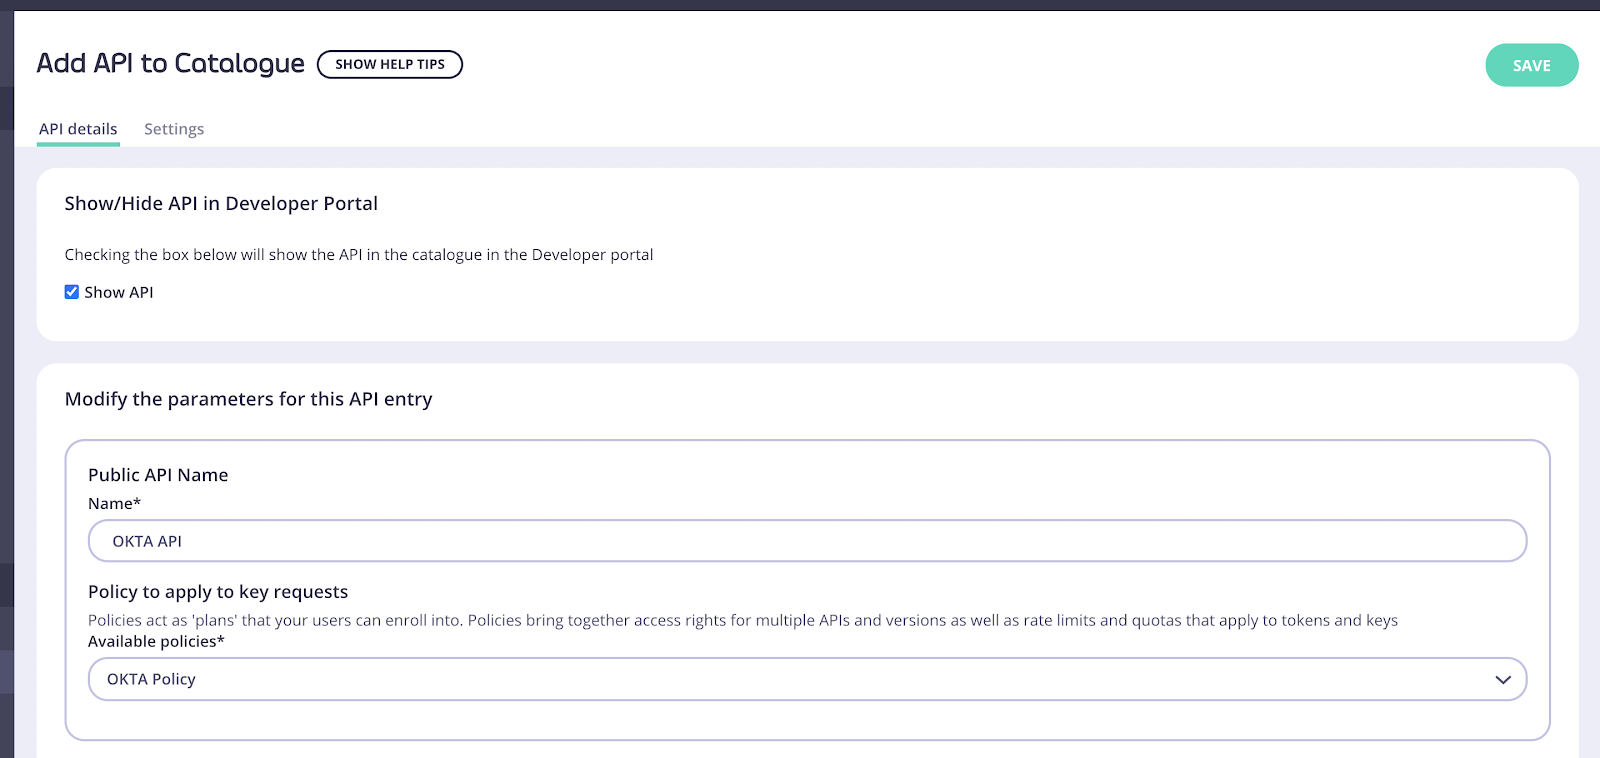 Add API to Catalogue
SHOW HELP TIPS
SAVE
API details
Settings
Show/Hide API in Developer Portal
Checking the box below will show the API in the catalogue in the Developer portal
Show API
Modify the parameters for this API entry
Public API Name
Name*
OKTA API
Policy to apply to key requests
Policies act as 'plans' that your users can enroll into. Policies bring together access rights for multiple APIs and versions as well as rate limits and quotas that apply to tokens and keys
Available policies*
OKTA Policy